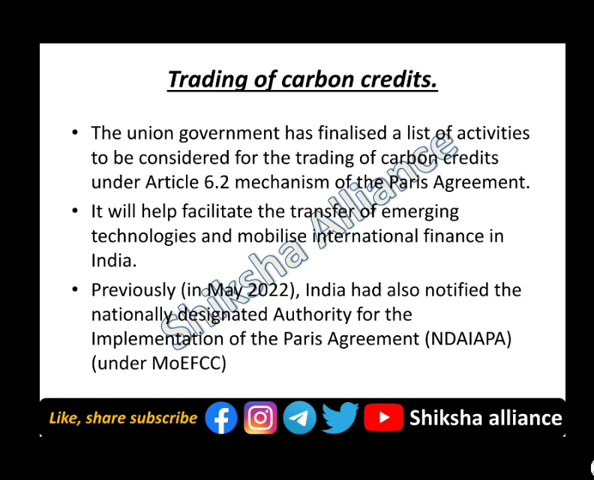 Trading of carbon credits.
• The union government has finalised a list of activities
to be considered for the trading of carbon credits
under Article 6.2 mechanism of the Paris Agreement.
• It will help facilitate the transfer of emerging
technologies and mobilise international finance in
India.
• Previously (in May 2022), India had also notified the
nationally designated Authority for the
Implementation of the Paris Agreement (NDAIAPA)
(under MoEFCC)
Shiksha Alliance
Like, share subscribe
Shiksha alliance